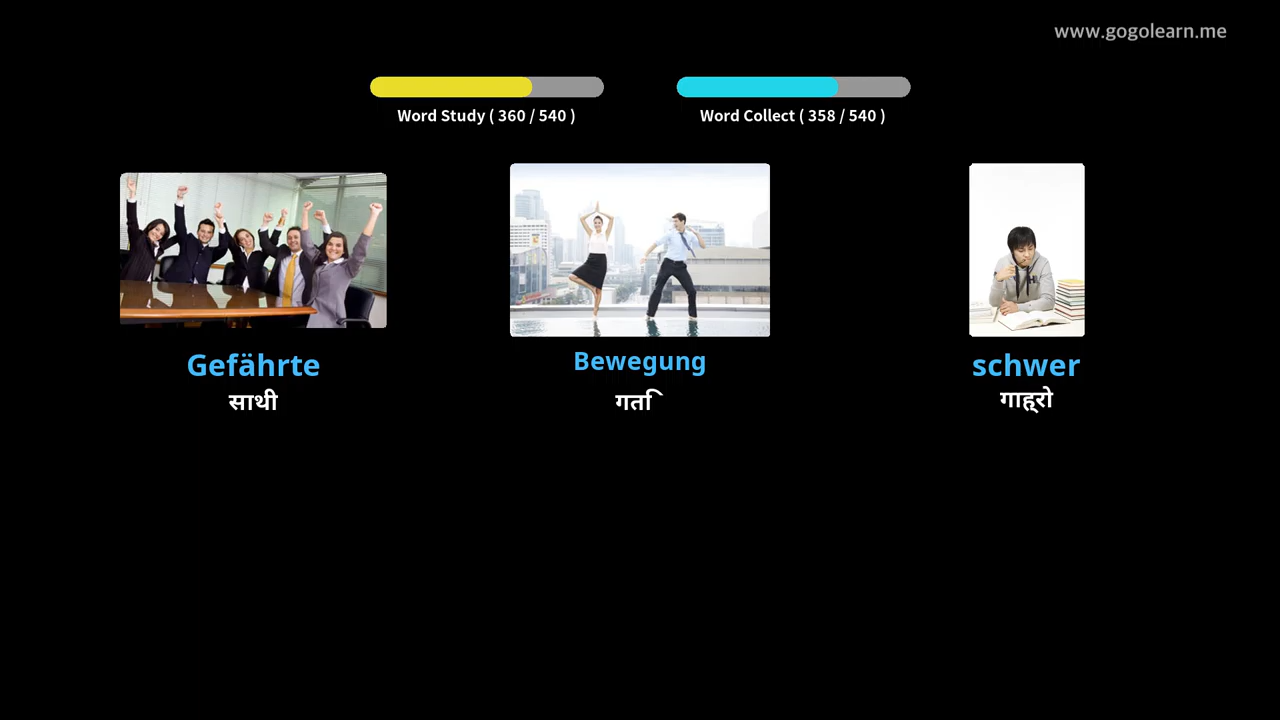 www.gogolearn.me
Word Study ( 360 / 540 )
Word Collect ( 358 / 540 )
Gefährte
Bewegung
schwer
साथी
गति
गाह्रो